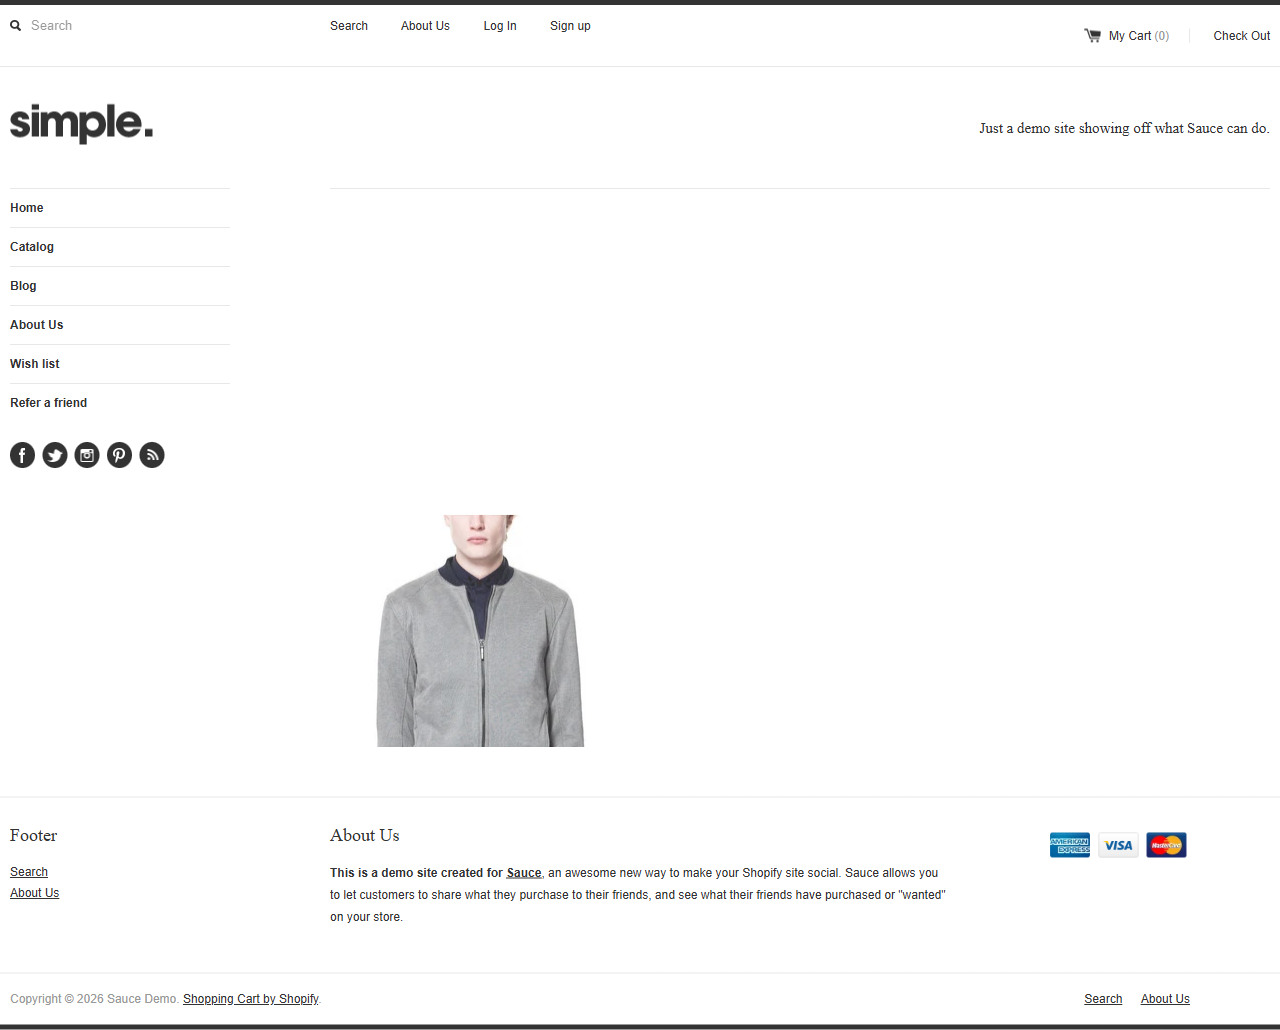 Search
Search About Us Log In Sign up
My Cart (0) Check Out
simple.
Just a demo site showing off what Sauce can do.
Home
Catalog
Blog
About Us
Wish list
Refer a friend
Footer
Search
About Us
About Us
This is a demo site created for Sauce, an awesome new way to make your Shopify site social. Sauce allows you
to let customers to share what they purchase to their friends, and see what their friends have purchased or "wanted"
on your store.
AMERICAN EXPRESS VISA MasterCard
Copyright © 2026 Sauce Demo. Shopping Cart by Shopify.
Search About Us